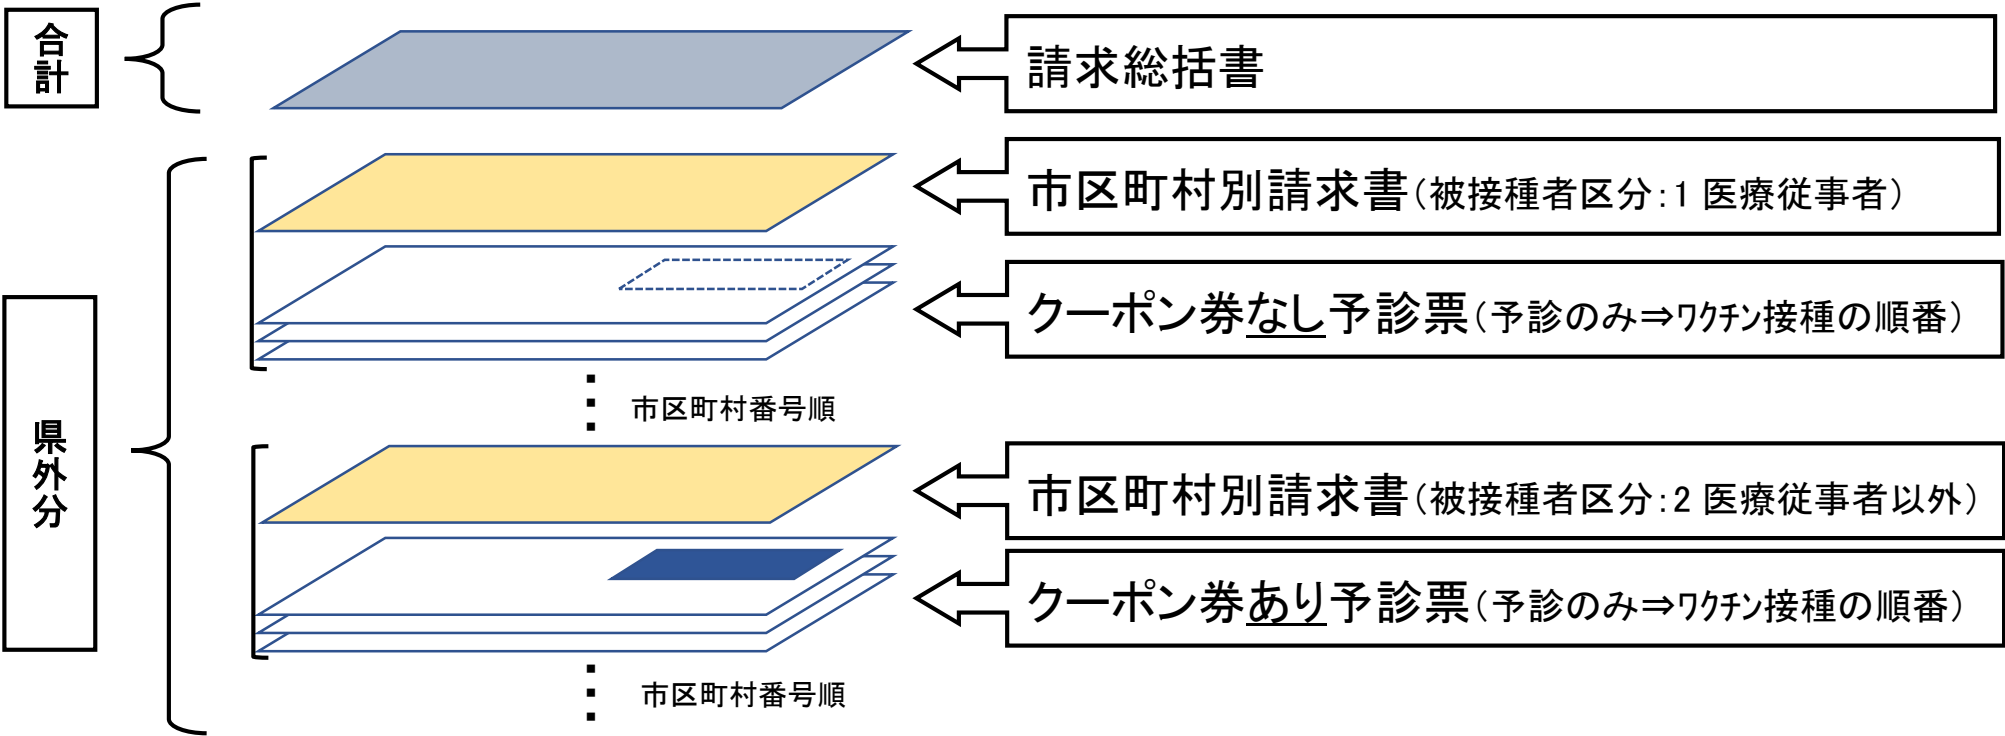 合計
請求総括書
県外分
市区町村別請求書(被接種者区分:1 医療従事者)
クーポン券なし予診票(予診のみ⇒ワクチン接種の順番)
市区町村番号順
市区町村別請求書(被接種者区分:2 医療従事者以外)
クーポン券あり予診票(予診のみ⇒ワクチン接種の順番)
市区町村番号順